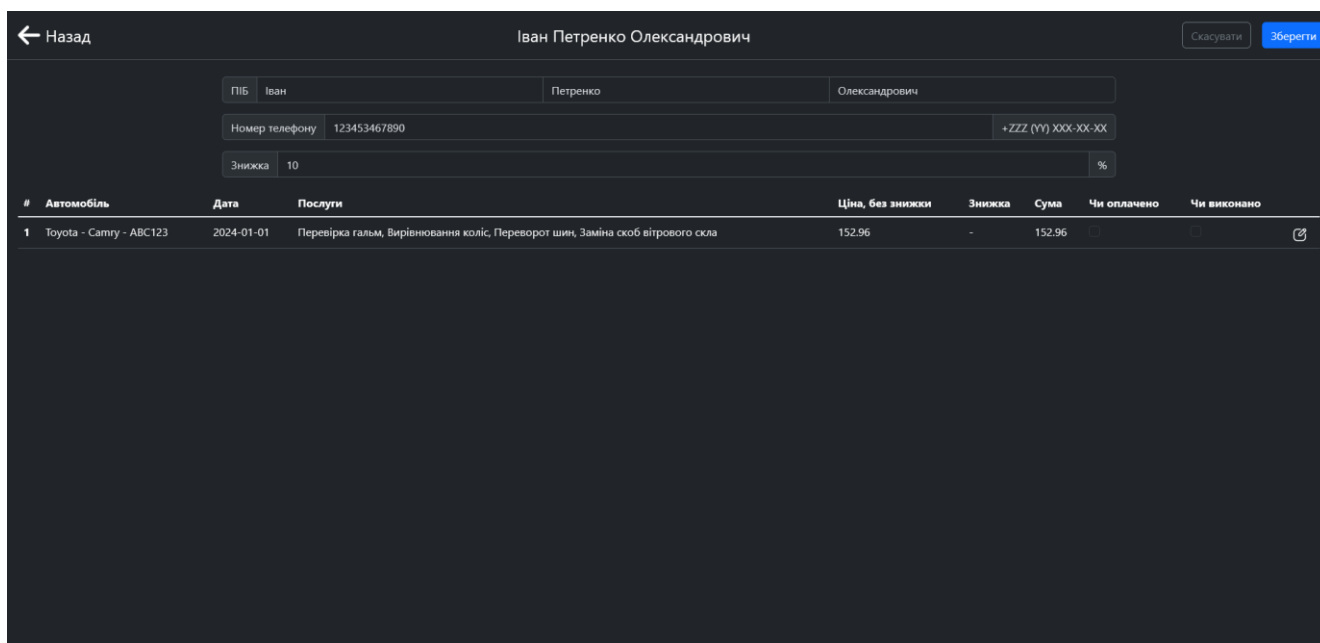 Назад Іван Петренко Олександрович Скасувати Зберегти
ПІБ Іван Петренко Олександрович
Номер телефону 123453467890 +ZZZ (YY) XXX-XX-XX
Знижка 10 %
# Автомобіль Дата Послуги Ціна, без знижки Знижка Сума Чи оплачено Чи виконано
1 Toyota - Camry - ABC123 2024-01-01 Перевірка гальм, Вирівнювання коліс, Переворот шин, Заміна скоб вітрового скла 152.96 - 152.96